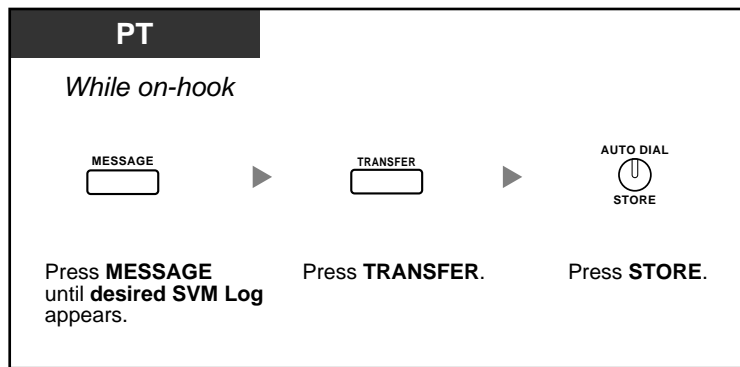 PT
While on-hook
MESSAGE
TRANSFER
AUTO DIAL
STORE
Press MESSAGE
until desired SVM Log
appears.
Press TRANSFER.
Press STORE.